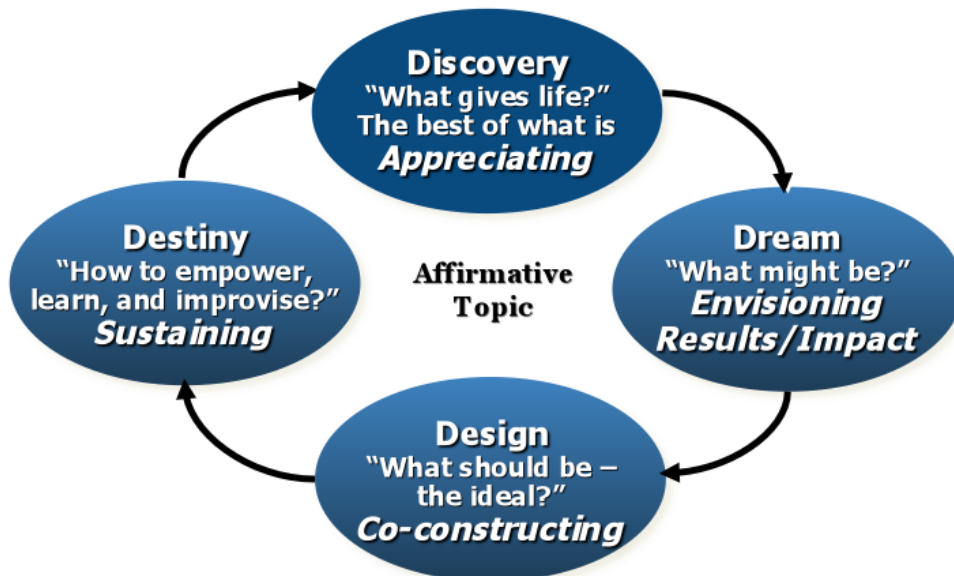 Discovery
“What gives life?”
The best of what is
Appreciating
Dream
“What might be?”
Envisioning
Results/Impact
Affirmative
Topic
Destiny
“How to empower,
learn, and improvise?”
Sustaining
Design
“What should be –
the ideal?”
Co-constructing